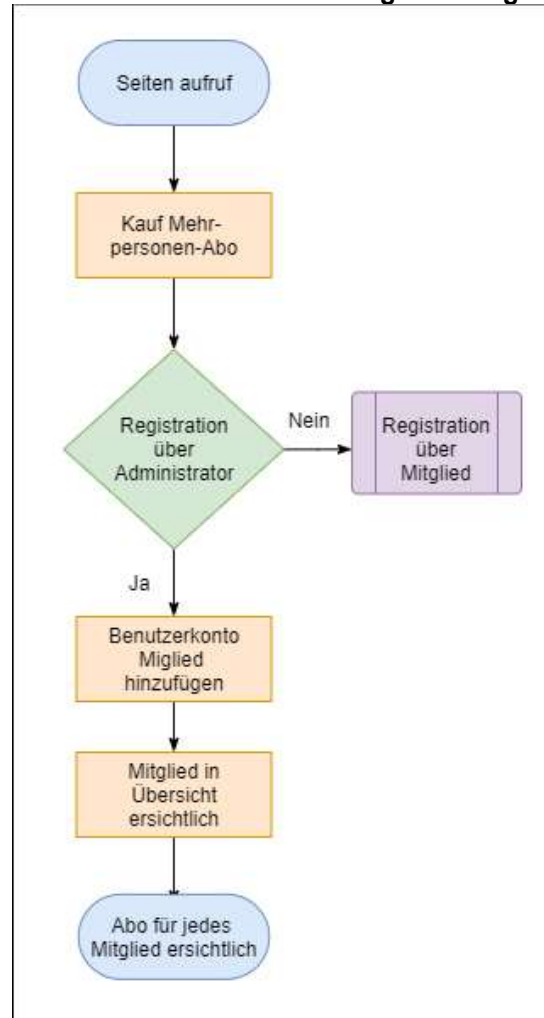 Seiten aufruf
Kauf Mehr-
personen-Abo
Registration
über
Administrator
Nein
Registration
über
Mitglied
Ja
Benutzerkonto
Miglied
hinzufügen
Mitglied in
Übersicht
ersichtlich
Abo für jedes
Mitglied ersichtlich